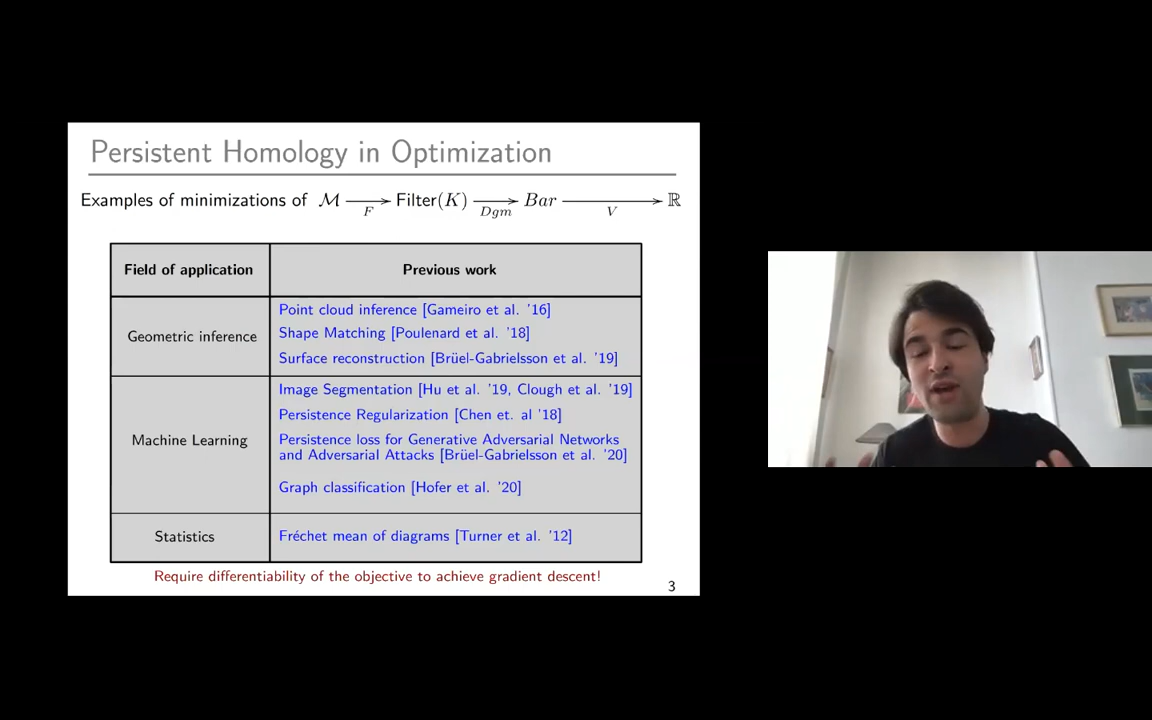 Persistent Homology in Optimization
Examples of minimizations of ℳ →_F Filter(K) →_Dgm Bar →_V ℝ
Field of application
Previous work
Geometric inference
Point cloud inference [Gameiro et al. '16]
Shape Matching [Poulenard et al. '18]
Surface reconstruction [Brüel-Gabrielsson et al. '19]
Machine Learning
Image Segmentation [Hu et al. '19, Clough et al. '19]
Persistence Regularization [Chen et. al '18]
Persistence loss for Generative Adversarial Networks
and Adversarial Attacks [Brüel-Gabrielsson et al. '20]
Graph classification [Hofer et al. '20]
Statistics
Fréchet mean of diagrams [Turner et al. '12]
Require differentiability of the objective to achieve gradient descent!
3